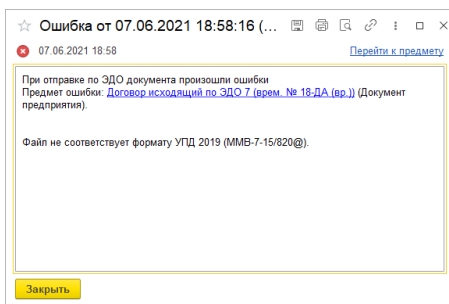 Ошибка от 07.06.2021 18:58:16 (...
07.06.2021 18:58
Перейти к предмету
При отправке по ЭДО документа произошли ошибки
Предмет ошибки: Договор исходящий по ЭДО 7 (врем. № 18-ДА (вр.)) (Документ
предприятия).
Файл не соответствует формату УПД 2019 (ММВ-7-15/820@).
Закрыть